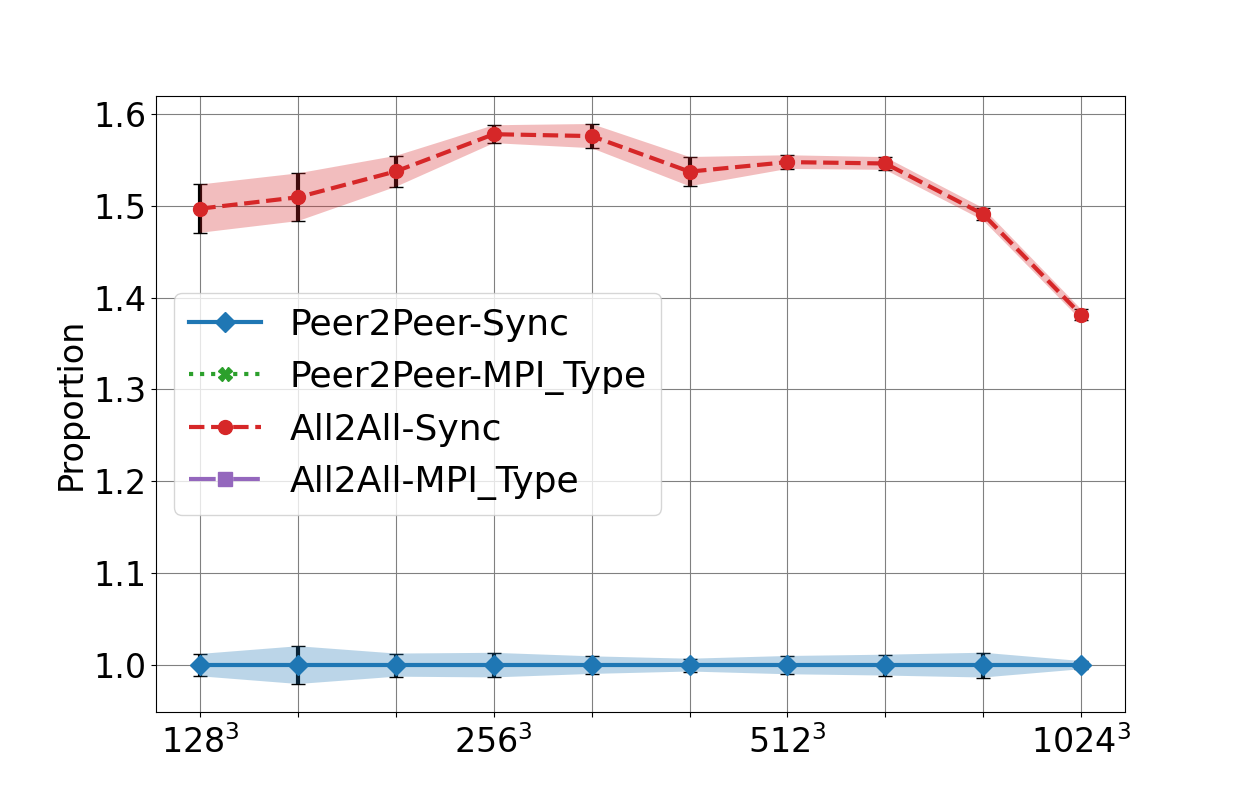 1.6
1.5
1.4
1.3
1.2
1.1
1.0
Proportion
Peer2Peer-Sync
Peer2Peer-MPI_Type
All2All-Sync
All2All-MPI_Type
128³ 256³ 512³ 1024³